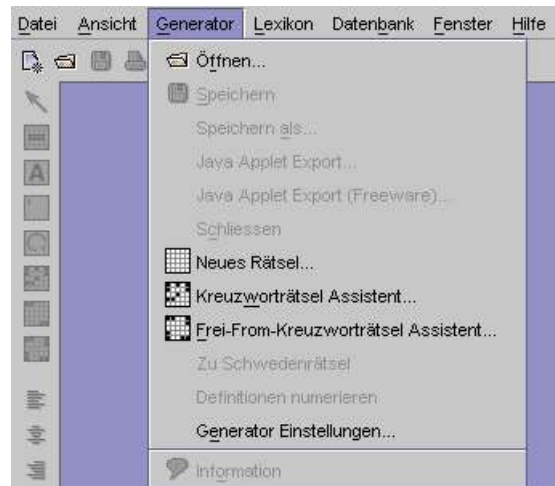 Datei Ansicht Generator Lexikon Datenbank Fenster Hilfe
Öffnen...
Speichern
Speichern als...
Java Applet Export...
Java Applet Export (Freeware)...
Schliessen
Neues Rätsel...
Kreuzworträtsel Assistent...
Frei-From-Kreuzworträtsel Assistent...
Zu Schwedenrätsel
Definitionen numerieren
Generator Einstellungen...
Information
A